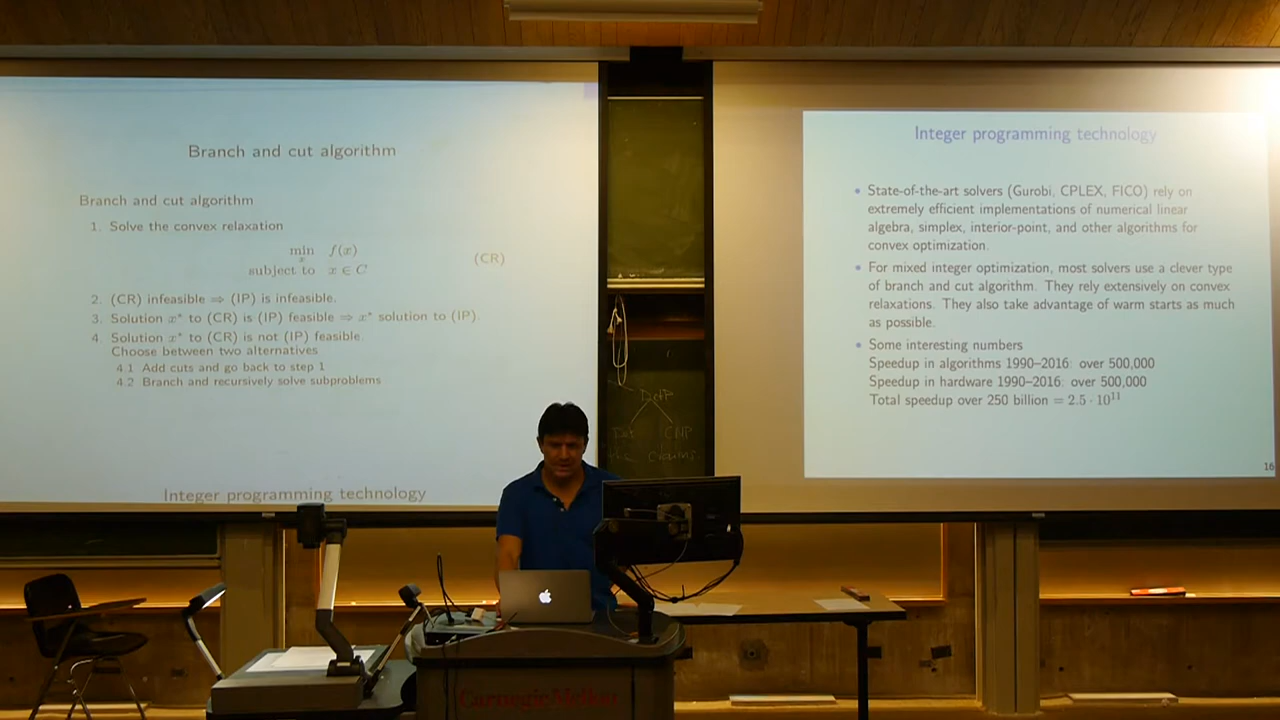 Branch and cut algorithm
Branch and cut algorithm
1. Solve the convex relaxation
min f(x)
x
subject to x ∈ C
(CR)
2. (CR) infeasible ⇒ (IP) is infeasible.
3. Solution x* to (CR) is (IP) feasible ⇒ x* solution to (IP).
4. Solution x* to (CR) is not (IP) feasible.
Choose between two alternatives
4.1 Add cuts and go back to step 1
4.2 Branch and recursively solve subproblems
Integer programming technology
Integer programming technology
• State-of-the-art solvers (Gurobi, CPLEX, FICO) rely on
extremely efficient implementations of numerical linear
algebra, simplex, interior-point, and other algorithms for
convex optimization.
• For mixed integer optimization, most solvers use a clever type
of branch and cut algorithm. They rely extensively on convex
relaxations. They also take advantage of warm starts as much
as possible.
• Some interesting numbers
Speedup in algorithms 1990–2016: over 500,000
Speedup in hardware 1990–2016: over 500,000
Total speedup over 250 billion = 2.5 · 10¹¹
16
CNP
Carnegie Mellon